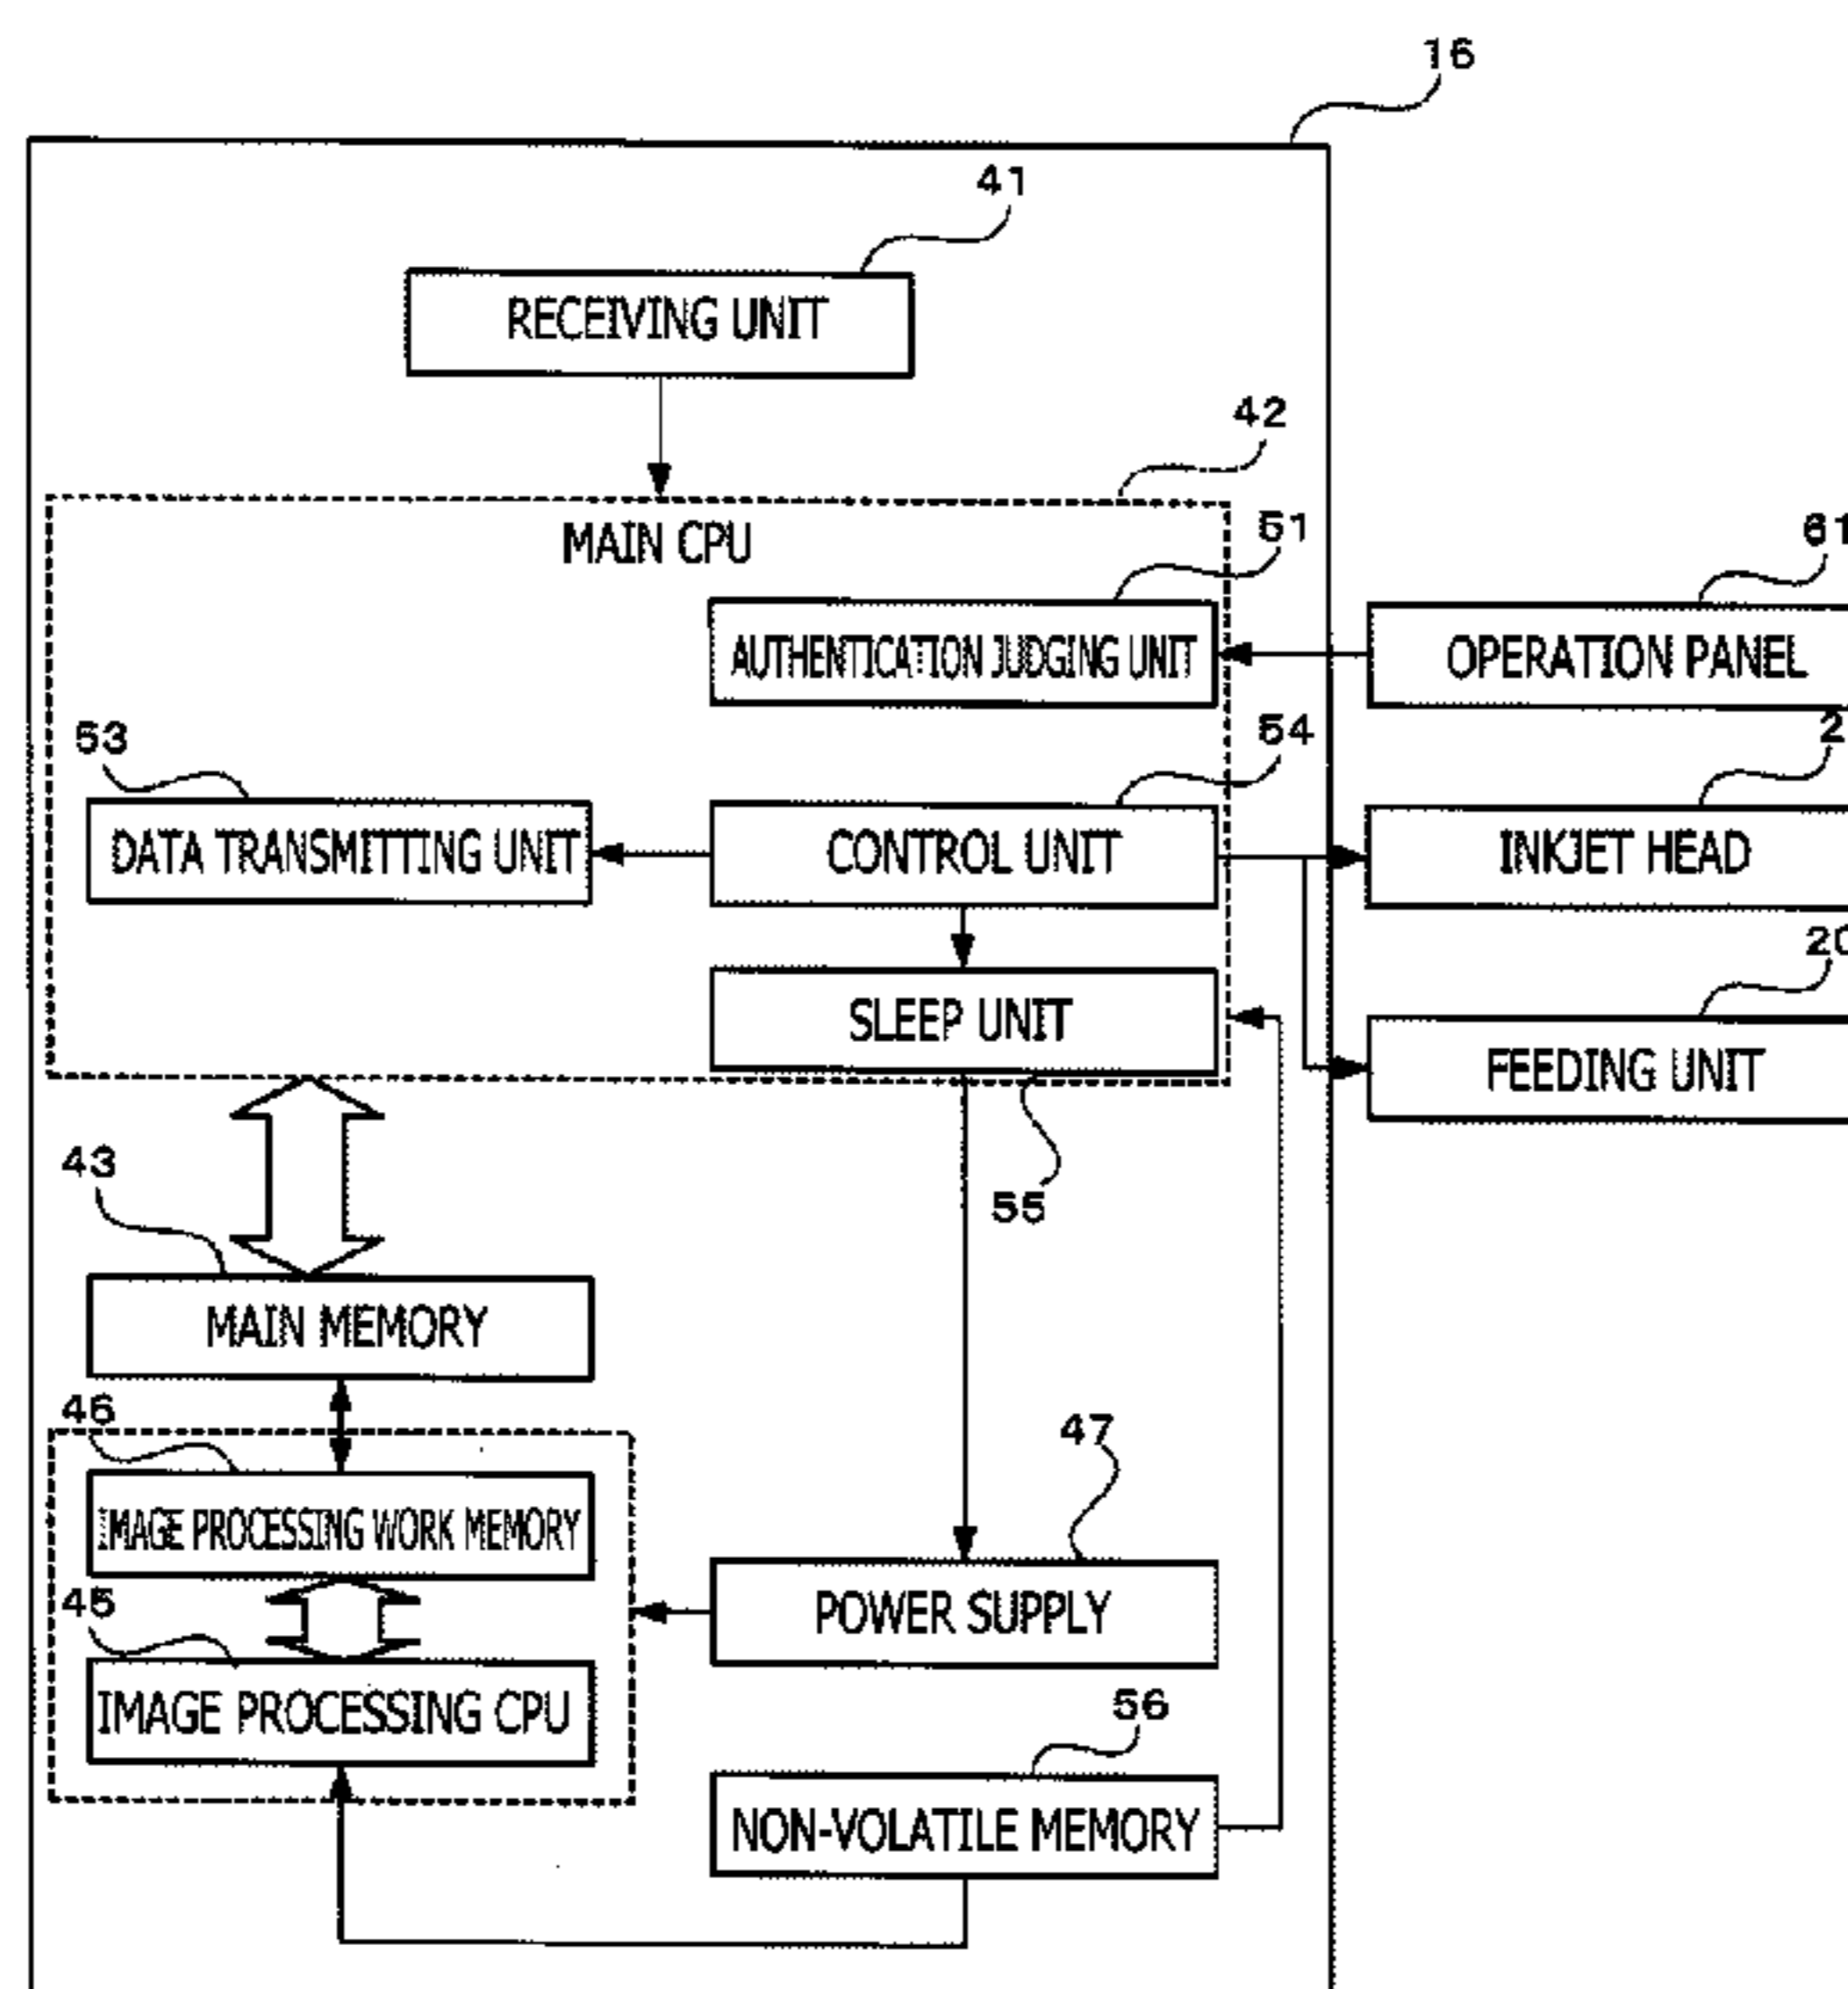 16
41
RECEIVING UNIT
42
MAIN CPU
51
61
AUTHENTICATION JUDGING UNIT
OPERATION PANEL
53
54
2
DATA TRANSMITTING UNIT
CONTROL UNIT
INKJET HEAD
20
SLEEP UNIT
FEEDING UNIT
43
55
MAIN MEMORY
46
47
IMAGE PROCESSING WORK MEMORY
45
POWER SUPPLY
IMAGE PROCESSING CPU
56
NON-VOLATILE MEMORY